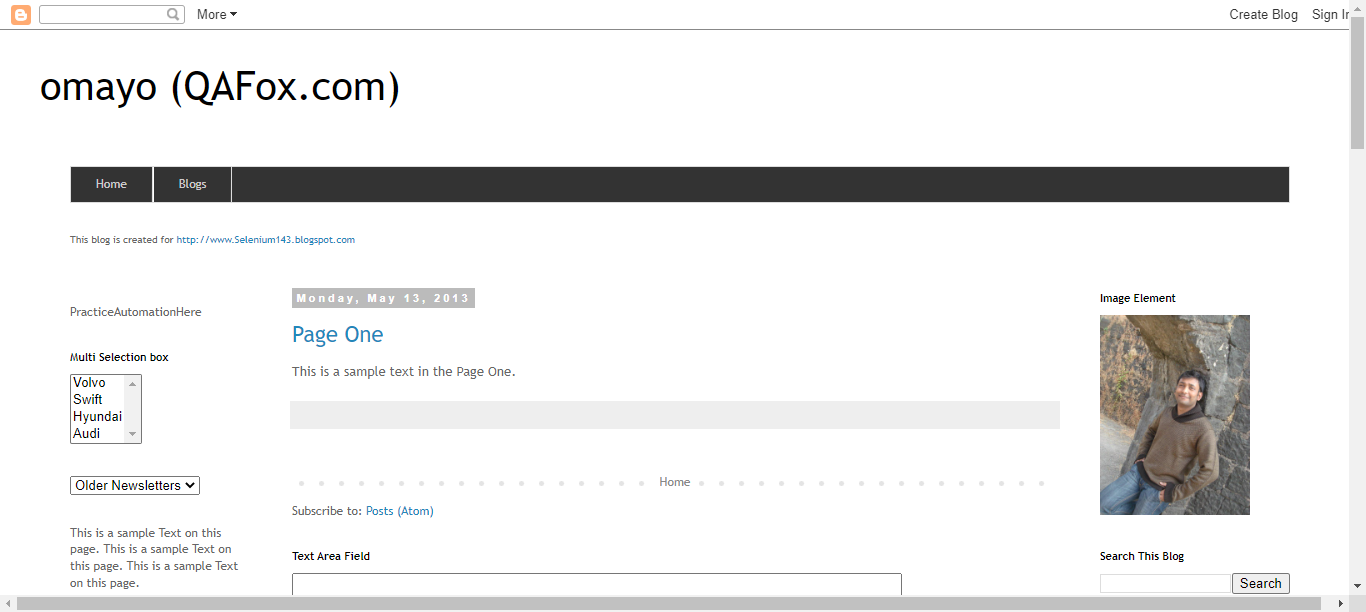 More
Create Blog
Sign In
omayo (QAFox.com)
Home
Blogs
This blog is created for http://www.Selenium143.blogspot.com
PracticeAutomationHere
Multi Selection box
Volvo
Swift
Hyundai
Audi
Older Newsletters
This is a sample Text on this
page. This is a sample Text on
this page. This is a sample Text
on this page.
Monday, May 13, 2013
Page One
This is a sample text in the Page One.
Home
Subscribe to: Posts (Atom)
Text Area Field
Image Element
Search This Blog
Search